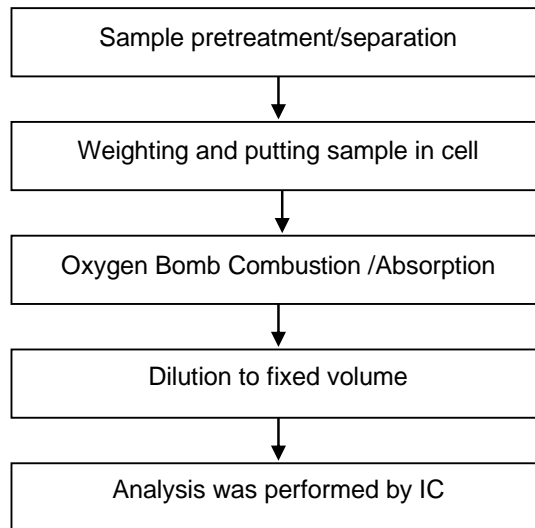 Sample pretreatment/separation
Weighting and putting sample in cell
Oxygen Bomb Combustion /Absorption
Dilution to fixed volume
Analysis was performed by IC